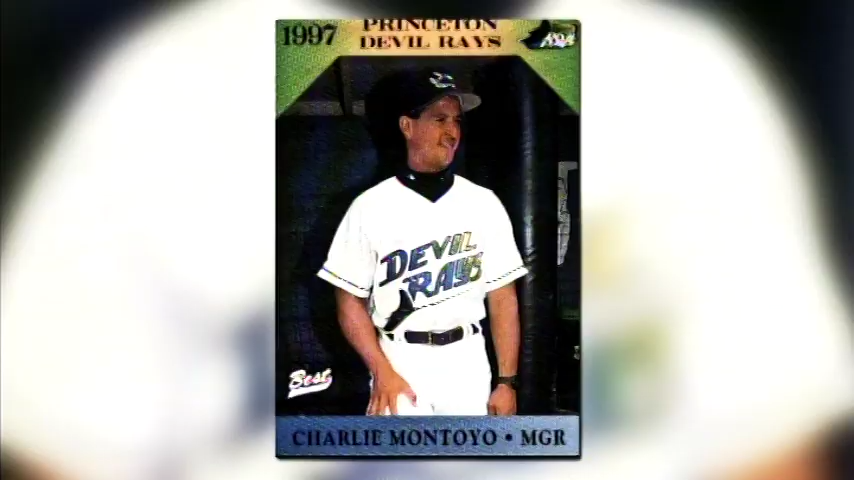 1997
PRINCETON
DEVIL RAYS
DEVIL
RAYS
Best
CHARLIE MONTOYO • MGR